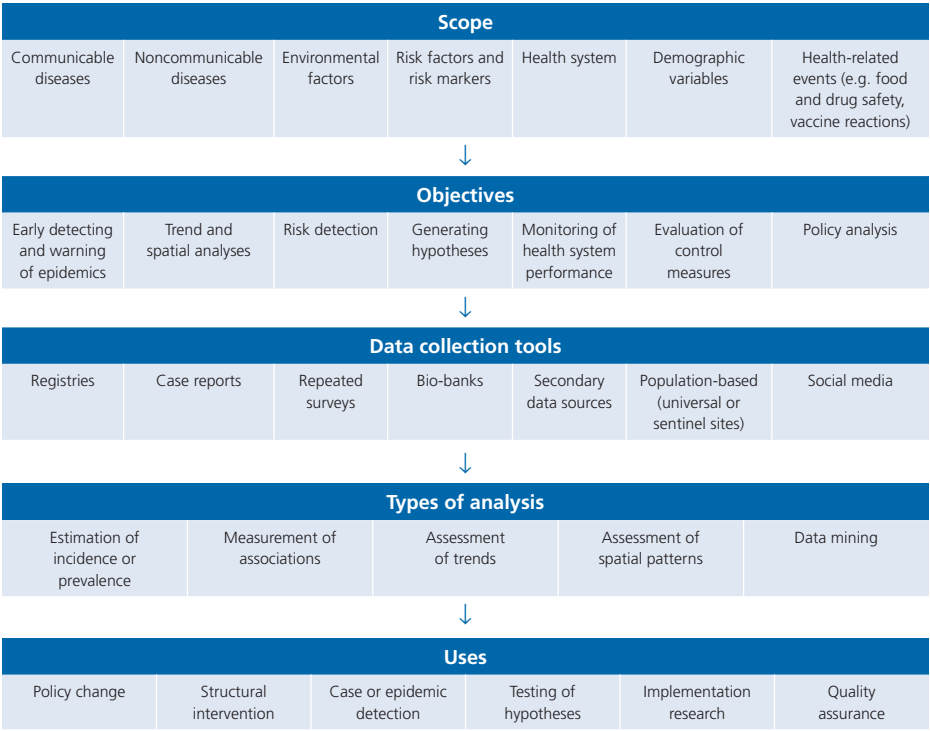 Scope
Communicable
diseases
Noncommunicable
diseases
Environmental
factors
Risk factors and
risk markers
Health system
Demographic
variables
Health-related
events (e.g. food
and drug safety,
vaccine reactions)
↓
Objectives
Early detecting
and warning
of epidemics
Trend and
spatial analyses
Risk detection
Generating
hypotheses
Monitoring of
health system
performance
Evaluation of
control
measures
Policy analysis
↓
Data collection tools
Registries
Case reports
Repeated
surveys
Bio-banks
Secondary
data sources
Population-based
(universal or
sentinel sites)
Social media
↓
Types of analysis
Estimation of
incidence or
prevalence
Measurement of
associations
Assessment
of trends
Assessment of
spatial patterns
Data mining
↓
Uses
Policy change
Structural
intervention
Case or epidemic
detection
Testing of
hypotheses
Implementation
research
Quality
assurance